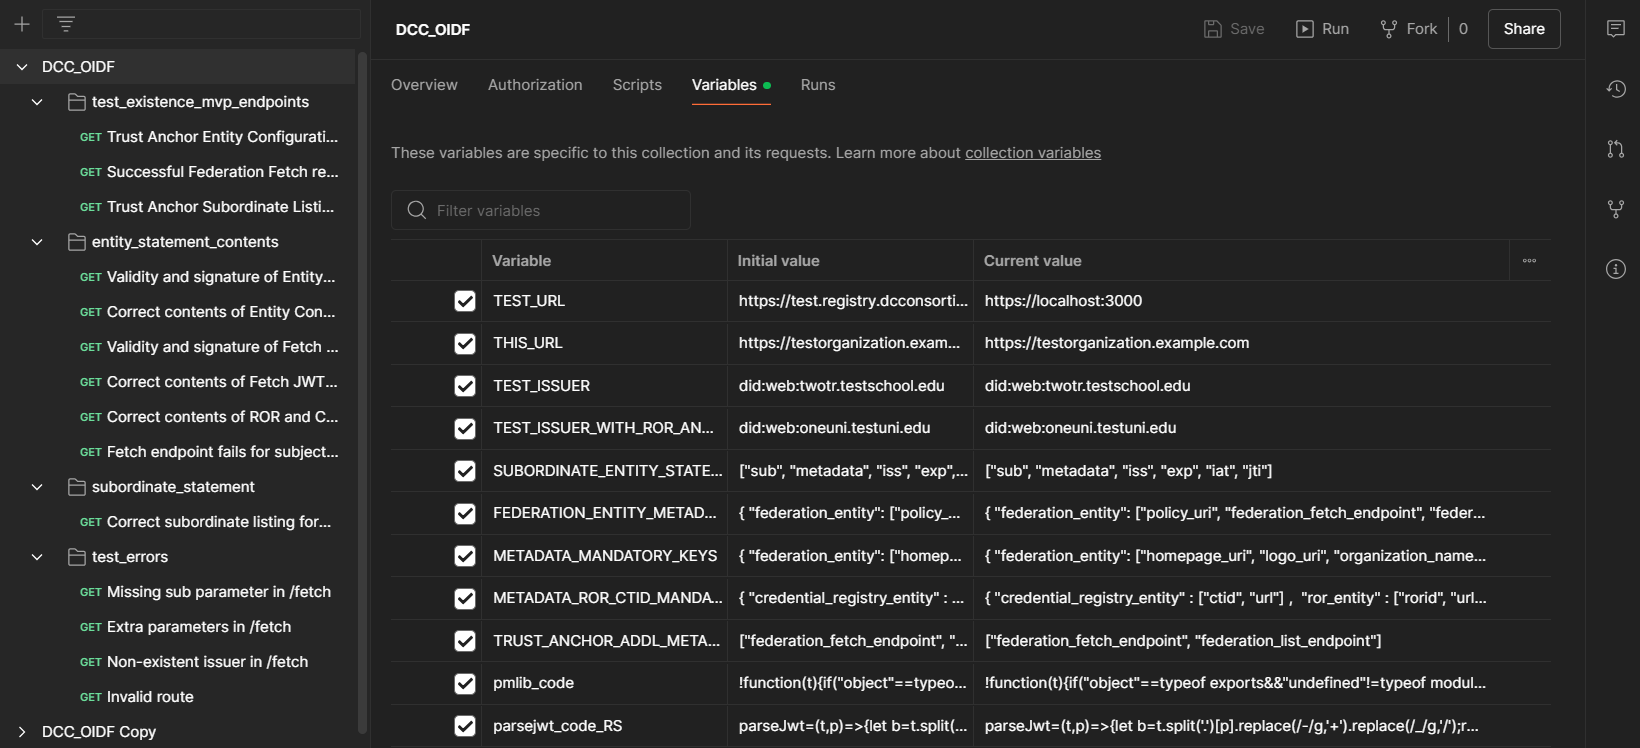 DCC_OIDF
test_existence_mvp_endpoints
GET Trust Anchor Entity Configurati...
GET Successful Federation Fetch re...
GET Trust Anchor Subordinate Listi...
entity_statement_contents
GET Validity and signature of Entity...
GET Correct contents of Entity Con...
GET Validity and signature of Fetch ...
GET Correct contents of Fetch JWT...
GET Correct contents of ROR and C...
GET Fetch endpoint fails for subject...
subordinate_statement
GET Correct subordinate listing for...
test_errors
GET Missing sub parameter in /fetch
GET Extra parameters in /fetch
GET Non-existent issuer in /fetch
GET Invalid route
DCC_OIDF Copy
DCC_OIDF Save Run Fork 0 Share
Overview Authorization Scripts Variables Runs
These variables are specific to this collection and its requests. Learn more about collection variables
Filter variables
Variable Initial value Current value
TEST_URL https://test.registry.dcconsorti... https://localhost:3000
THIS_URL https://testorganization.exam... https://testorganization.example.com
TEST_ISSUER did:web:twotr.testschool.edu did:web:twotr.testschool.edu
TEST_ISSUER_WITH_ROR_AN... did:web:oneuni.testuni.edu did:web:oneuni.testuni.edu
SUBORDINATE_ENTITY_STATE... ["sub", "metadata", "iss", "exp",... ["sub", "metadata", "iss", "exp", "iat", "jti"]
FEDERATION_ENTITY_METAD... { "federation_entity": ["policy_... { "federation_entity": ["policy_uri", "federation_fetch_endpoint", "feder...
METADATA_MANDATORY_KEYS { "federation_entity": ["homep... { "federation_entity": ["homepage_uri", "logo_uri", "organization_name...
METADATA_ROR_CTID_MANDA... { "credential_registry_entity" : ... { "credential_registry_entity" : ["ctid", "url"] , "ror_entity" : ["rorid", "url...
TRUST_ANCHOR_ADDL_META... ["federation_fetch_endpoint", "... ["federation_fetch_endpoint", "federation_list_endpoint"]
pmlib_code !function(t){if("object"==typeo... !function(t){if("object"==typeof exports&&"undefined"!=typeof modul...
parsejwt_code_RS parseJwt=(t,p)=>{let b=t.split(... parseJwt=(t,p)=>{let b=t.split('.')[p].replace(/-/g,'+').replace(/_/g,'/');r...